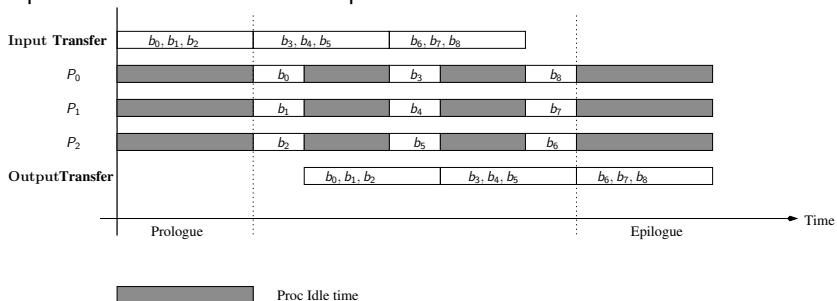 Input Transfer b0, b1, b2 b3, b4, b5 b6, b7, b8
P0 b0 b3 b8
P1 b1 b4 b7
P2 b2 b5 b6
OutputTransfer b0, b1, b2 b3, b4, b5 b6, b7, b8
Time
Prologue Epilogue
Proc Idle time